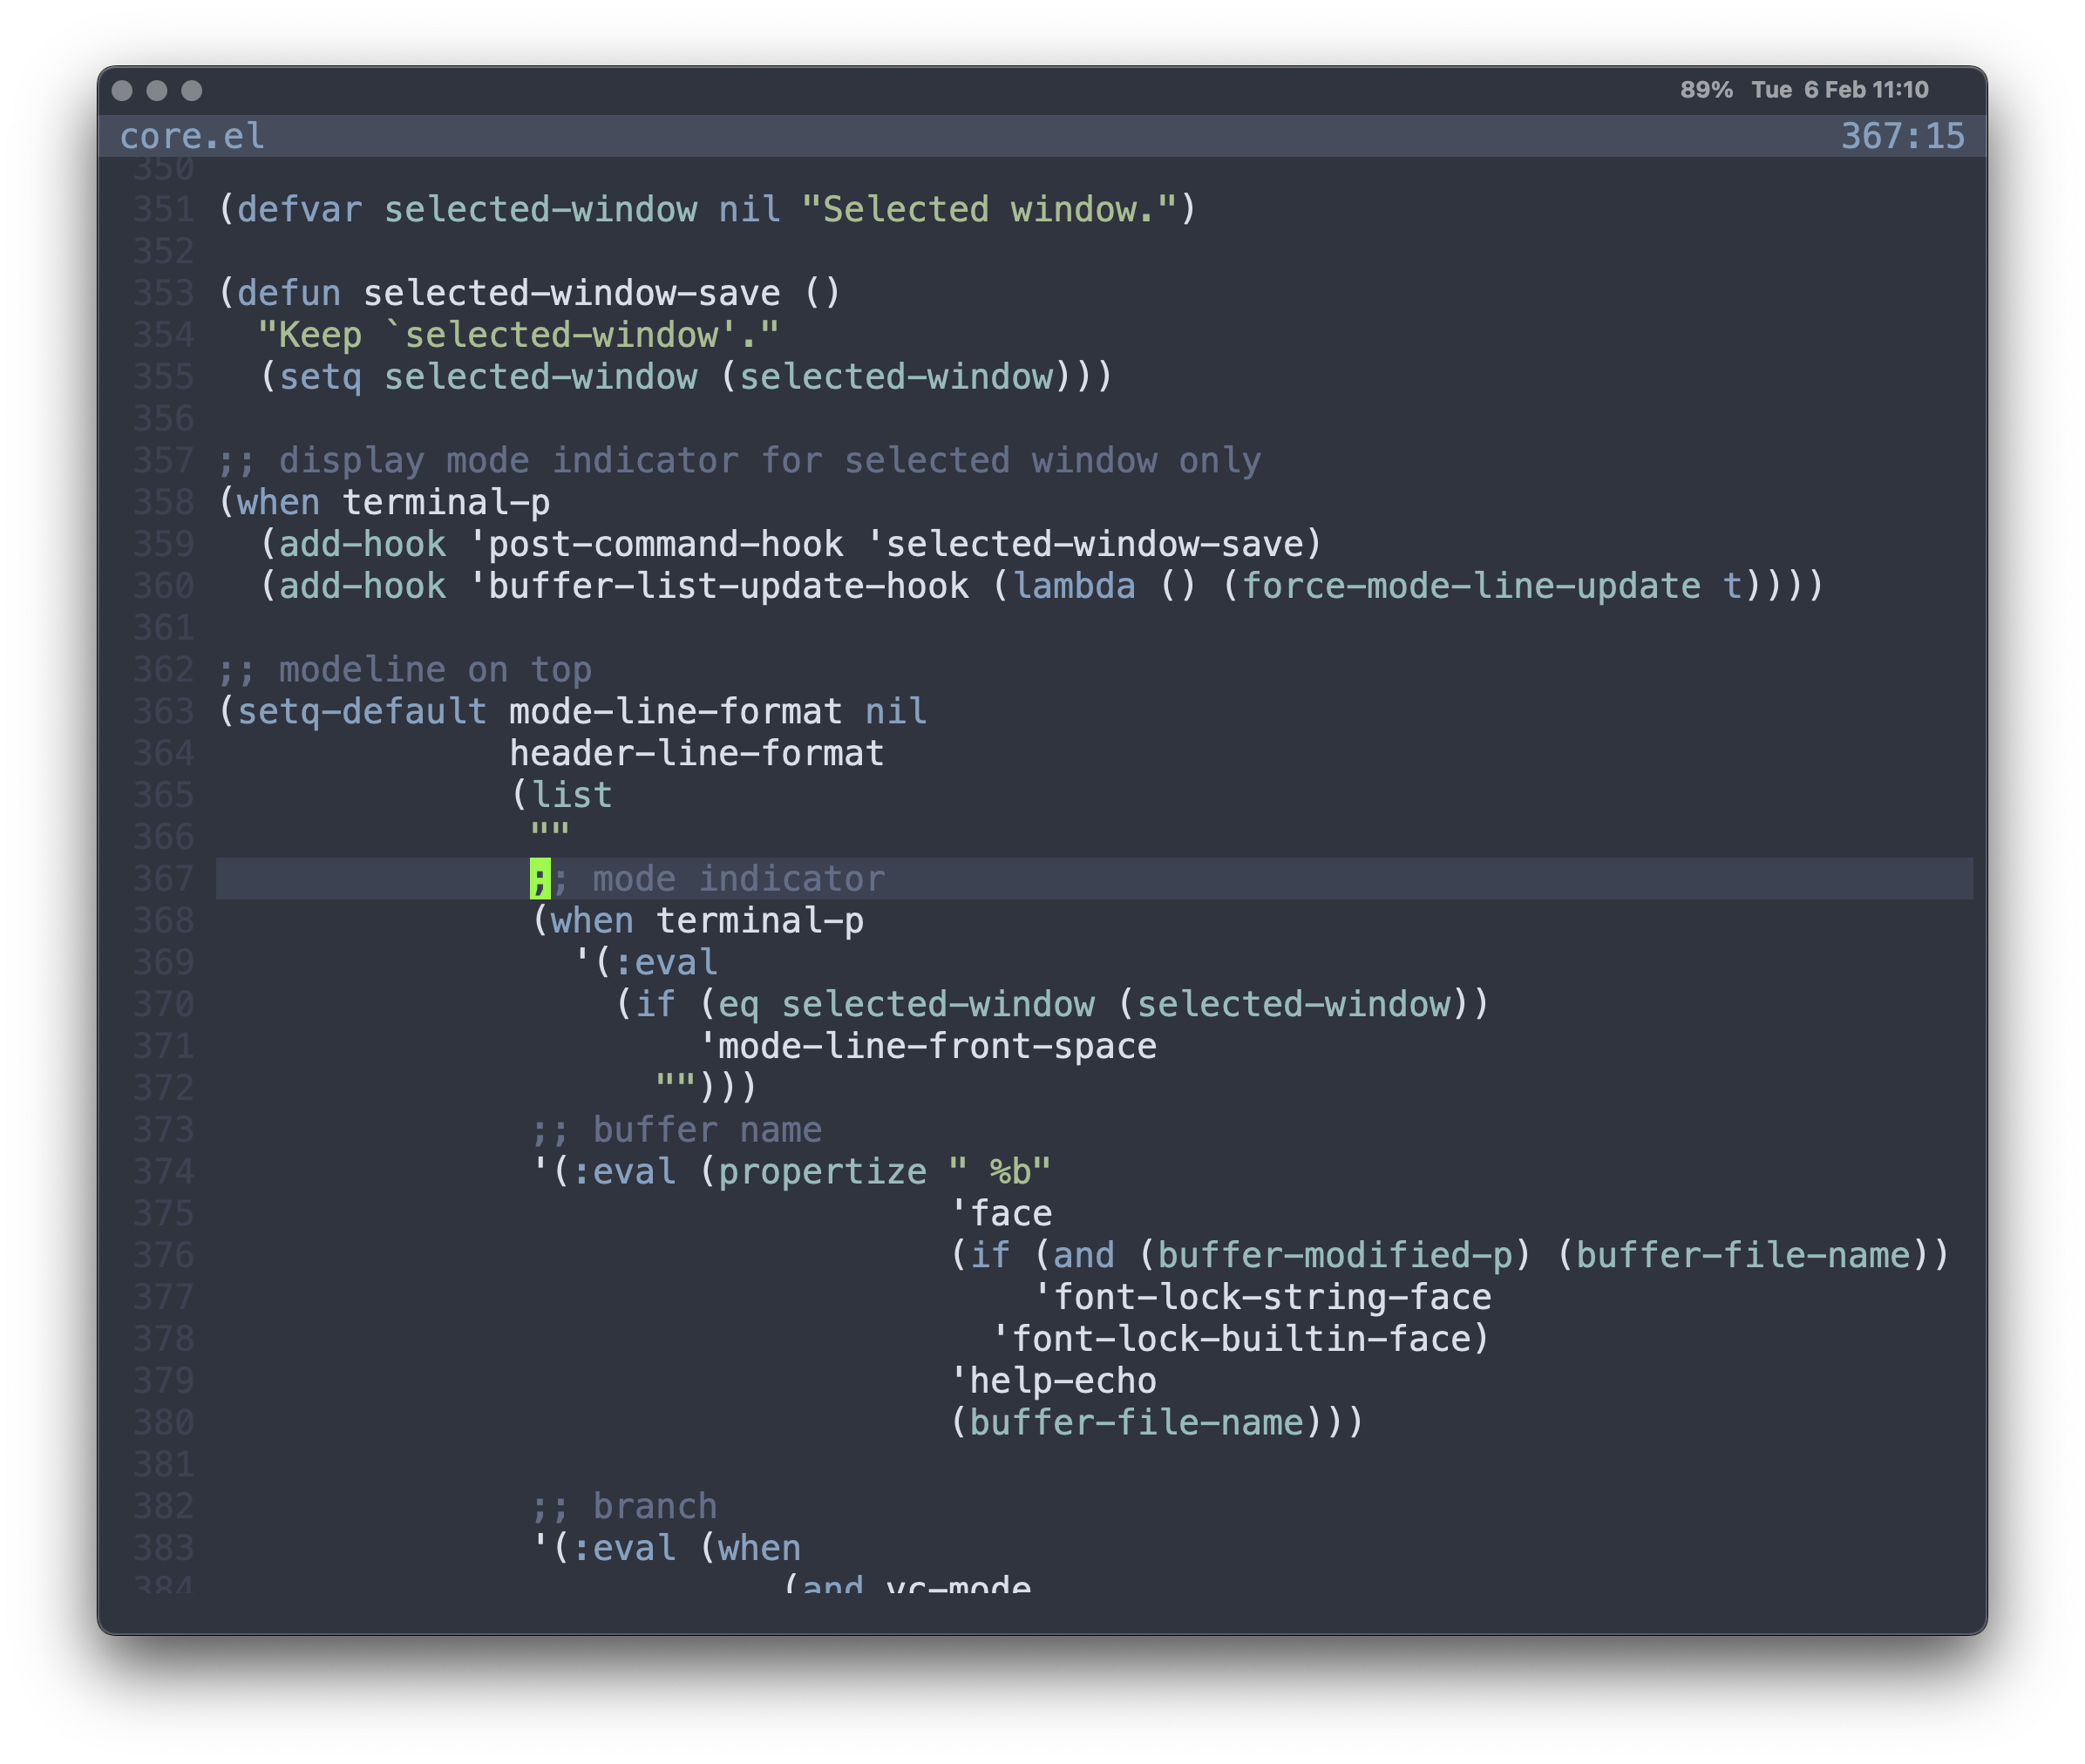 89% Tue 6 Feb 11:10
core.el 367:15
350
351 (defvar selected-window nil "Selected window.")
352
353 (defun selected-window-save ()
354   "Keep `selected-window'."
355   (setq selected-window (selected-window)))
356
357 ;; display mode indicator for selected window only
358 (when terminal-p
359   (add-hook 'post-command-hook 'selected-window-save)
360   (add-hook 'buffer-list-update-hook (lambda () (force-mode-line-update t))))
361
362 ;; modeline on top
363 (setq-default mode-line-format nil
364               header-line-format
365               (list
366                ""
367                ;; mode indicator
368                (when terminal-p
369                  '(:eval
370                    (if (eq selected-window (selected-window))
371                        'mode-line-front-space
372                      "")))
373                ;; buffer name
374                '(:eval (propertize " %b"
375                                    'face
376                                    (if (and (buffer-modified-p) (buffer-file-name))
377                                        'font-lock-string-face
378                                      'font-lock-builtin-face)
379                                    'help-echo
380                                    (buffer-file-name)))
381
382                ;; branch
383                '(:eval (when
384                            (and vc-mode